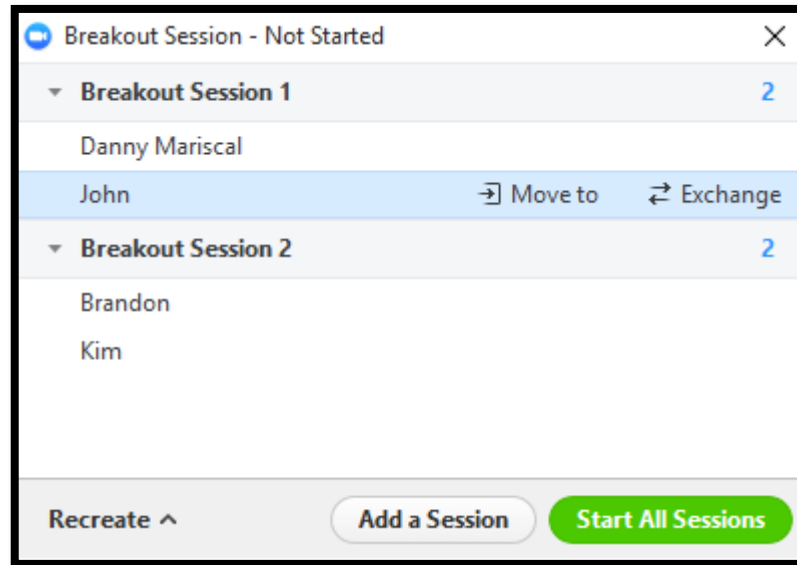 Breakout Session - Not Started
Breakout Session 1 2
Danny Mariscal
John Move to Exchange
Breakout Session 2 2
Brandon
Kim
Recreate Add a Session Start All Sessions